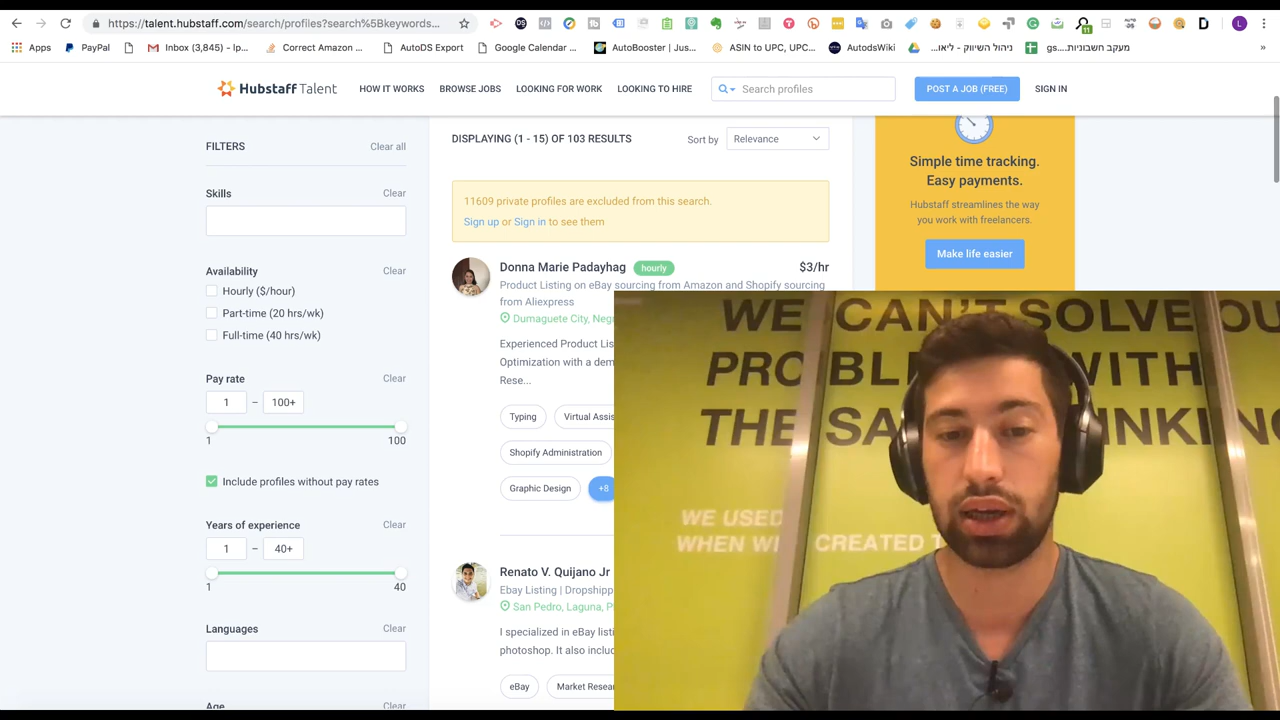 https://talent.hubstaff.com/search/profiles?search%5Bkeywords...
Apps
PayPal
Inbox (3,845) - lp...
Correct Amazon ...
AutoDS Export
Google Calendar ...
AutoBooster | Jus...
ASIN to UPC, UPC...
AutodsWiki
ניהול השיווק - ליאו...
מעקב חשבוניות....gs
»
Hubstaff Talent
HOW IT WORKS
BROWSE JOBS
LOOKING FOR WORK
LOOKING TO HIRE
Search profiles
POST A JOB (FREE)
SIGN IN
FILTERS
Clear all
Skills
Clear
Availability
Clear
Hourly ($/hour)
Part-time (20 hrs/wk)
Full-time (40 hrs/wk)
Pay rate
Clear
1 – 100+
1 100
Include profiles without pay rates
Years of experience
Clear
1 – 40+
1 40
Languages
Clear
Age
Clear
DISPLAYING (1 - 15) OF 103 RESULTS
Sort by
Relevance
11609 private profiles are excluded from this search.
Sign up or Sign in to see them
Donna Marie Padayhag
hourly
$3/hr
Product Listing on eBay sourcing from Amazon and Shopify sourcing
from Aliexpress
Dumaguete City, Neg
Experienced Product Lis
Optimization with a dem
Rese...
Typing
Virtual Assis
Shopify Administration
Graphic Design
+8
Renato V. Quijano Jr
Ebay Listing | Dropshipp
San Pedro, Laguna, P
I specialized in eBay listi
photoshop. It also includ
eBay
Market Resear
Simple time tracking.
Easy payments.
Hubstaff streamlines the way
you work with freelancers.
Make life easier
WE CAN'T SOLVE OU
PROBL WITH
THE SA INKING
WE USED
WHEN WE CREATED T